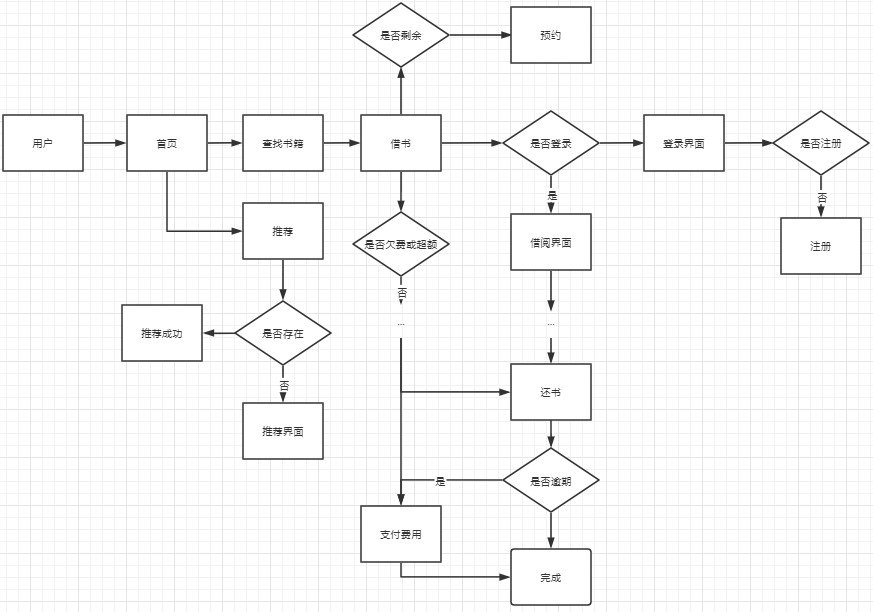 是否剩余
预约
用户
首页
查找书籍
借书
是否登录
登录界面
是否注册
是
否
推荐
是否欠费或超额
借阅界面
注册
否
...
...
推荐成功
是否存在
否
还书
推荐界面
是
是否逾期
支付费用
完成